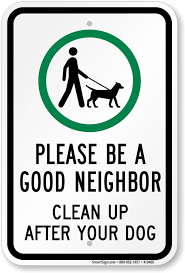 PLEASE BE A
GOOD NEIGHBOR
CLEAN UP
AFTER YOUR DOG